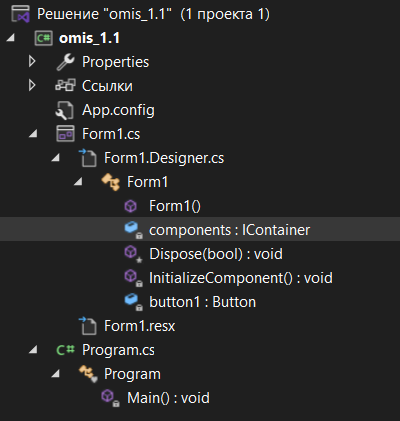 Решение "omis_1.1" (1 проекта 1)
C# omis_1.1
Properties
Ссылки
App.config
Form1.cs
Form1.Designer.cs
Form1
Form1()
components : IContainer
Dispose(bool) : void
InitializeComponent() : void
button1 : Button
Form1.resx
C# Program.cs
Program
Main() : void